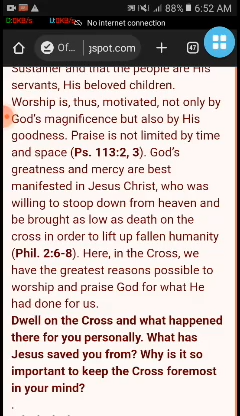 0:0KB/s U:0KB/s 88% 6:52 AM
No internet connection
Of... jspot.com 47
Sustainer and that the people are His
servants, His beloved children.
Worship is, thus, motivated, not only by
God's magnificence but also by His
goodness. Praise is not limited by time
and space (Ps. 113:2, 3). God's
greatness and mercy are best
manifested in Jesus Christ, who was
willing to stoop down from heaven and
be brought as low as death on the
cross in order to lift up fallen humanity
(Phil. 2:6-8). Here, in the Cross, we
have the greatest reasons possible to
worship and praise God for what He
had done for us.
Dwell on the Cross and what happened
there for you personally. What has
Jesus saved you from? Why is it so
important to keep the Cross foremost
in your mind?